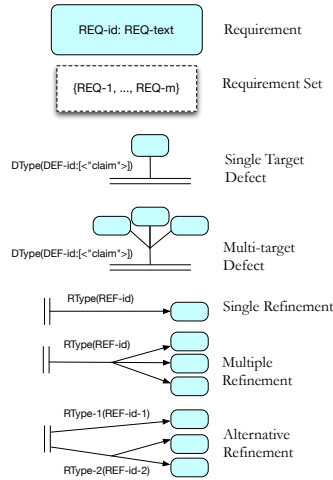 REQ-id: REQ-text
Requirement
{REQ-1, ..., REQ-m}
Requirement Set
DType(DEF-id:[<"claim">])
Single Target
Defect
DType(DEF-id:[<"claim">])
Multi-target
Defect
RType(REF-id)
Single Refinement
RType(REF-id)
Multiple
Refinement
RType-1(REF-id-1)
Alternative
Refinement
RType-2(REF-id-2)